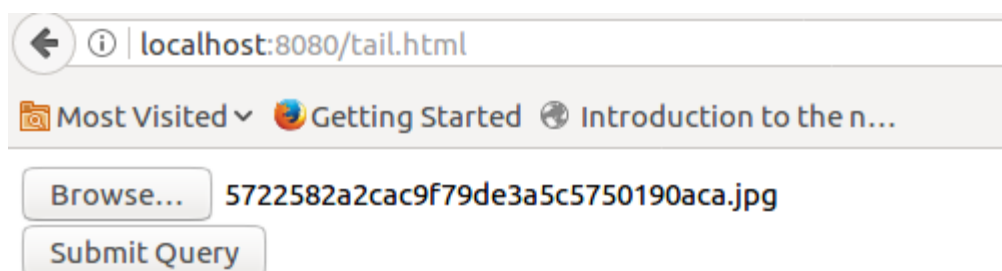 localhost:8080/tail.html
Most Visited Getting Started Introduction to the n...
Browse... 5722582a2cac9f79de3a5c5750190aca.jpg
Submit Query